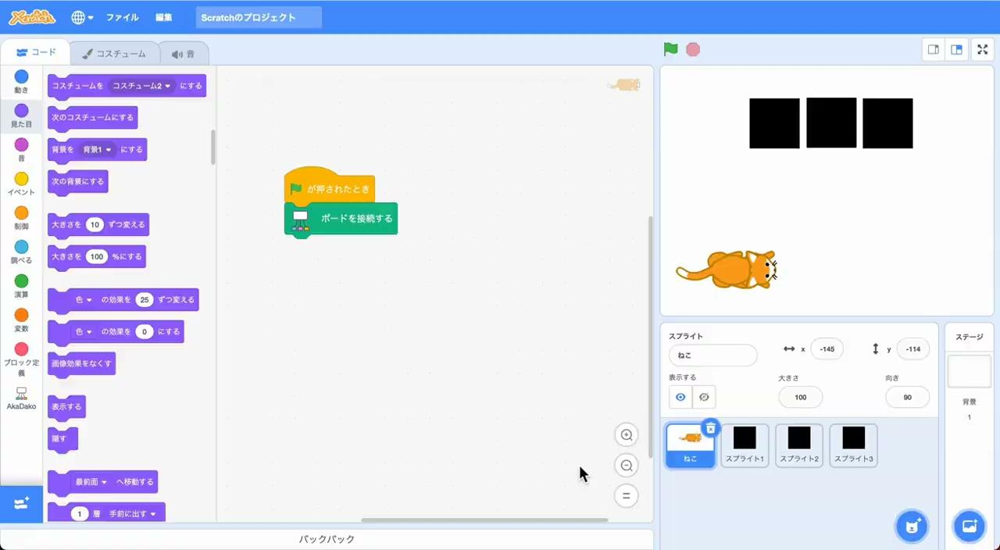 Xcratch
ファイル
編集
Scratchのプロジェクト
コード
コスチューム
音
動き
見た目
音
イベント
制御
調べる
演算
変数
ブロック定
義
AkaDako
コスチュームを コスチューム2 にする
次のコスチュームにする
背景を 背景1 にする
次の背景にする
大きさを 10 ずつ変える
大きさを 100 %にする
色 の効果を 25 ずつ変える
色 の効果を 0 にする
画像効果をなくす
表示する
隠す
最前面 へ移動する
1 層 手前に出す
が押されたとき
ボードを接続する
バックパック
スプライト
ねこ
x -145
y -114
表示する
大きさ
100
向き
90
ねこ
スプライト1
スプライト2
スプライト3
ステージ
背景
1